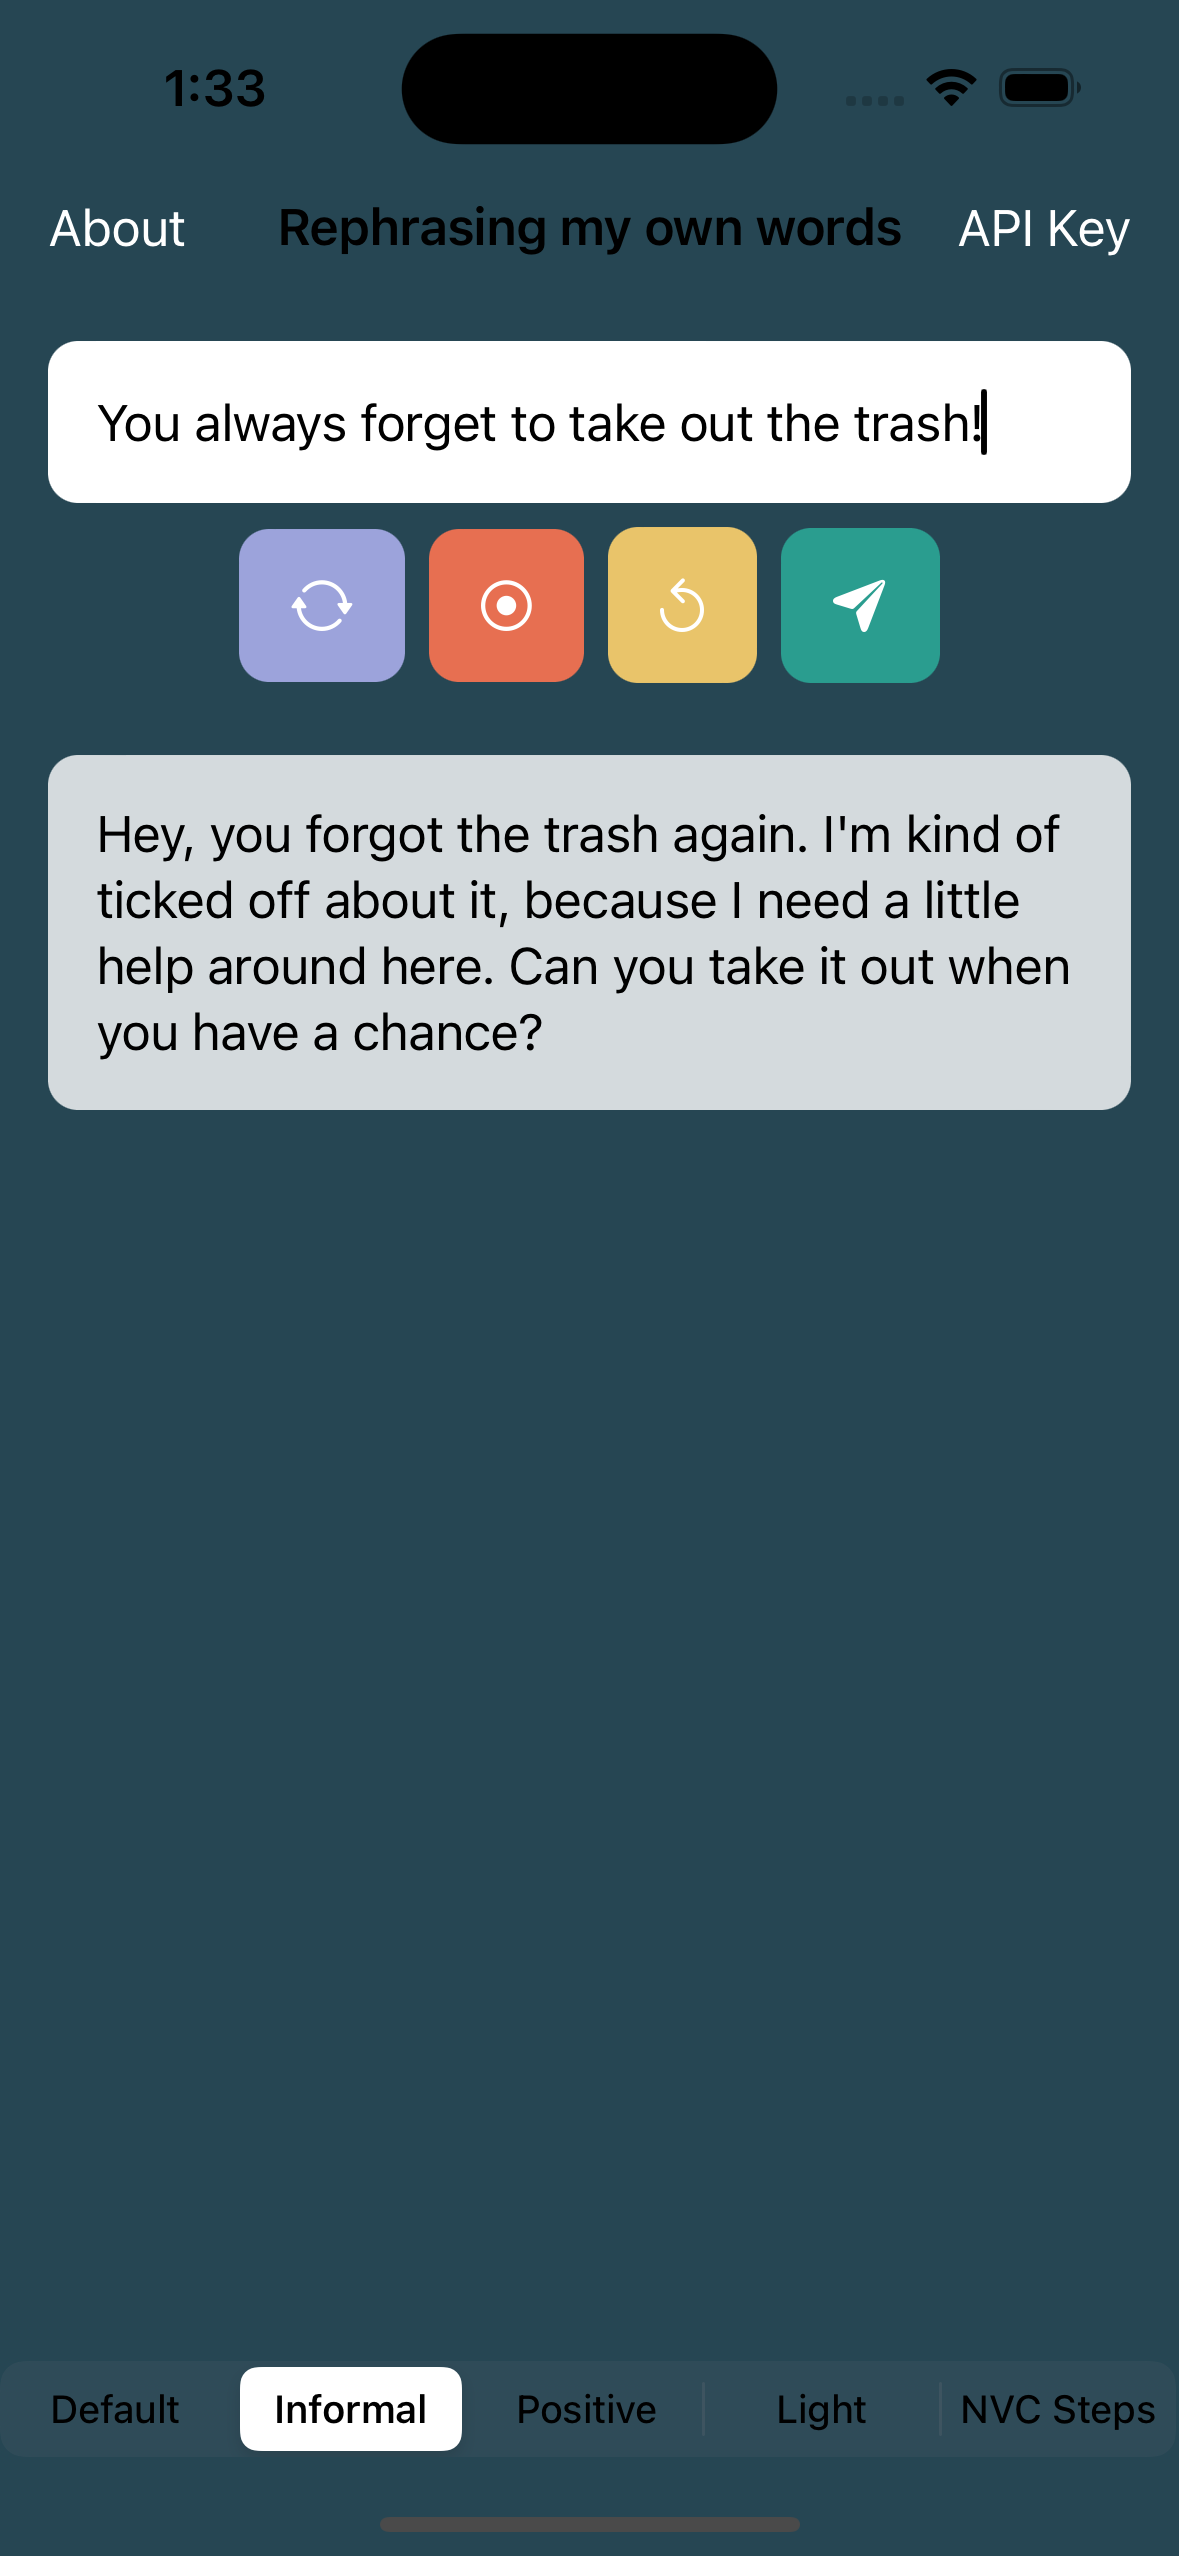 1:33
About
Rephrasing my own words
API Key
You always forget to take out the trash!
Hey, you forgot the trash again. I'm kind of
ticked off about it, because I need a little
help around here. Can you take it out when
you have a chance?
Default
Informal
Positive
Light
NVC Steps